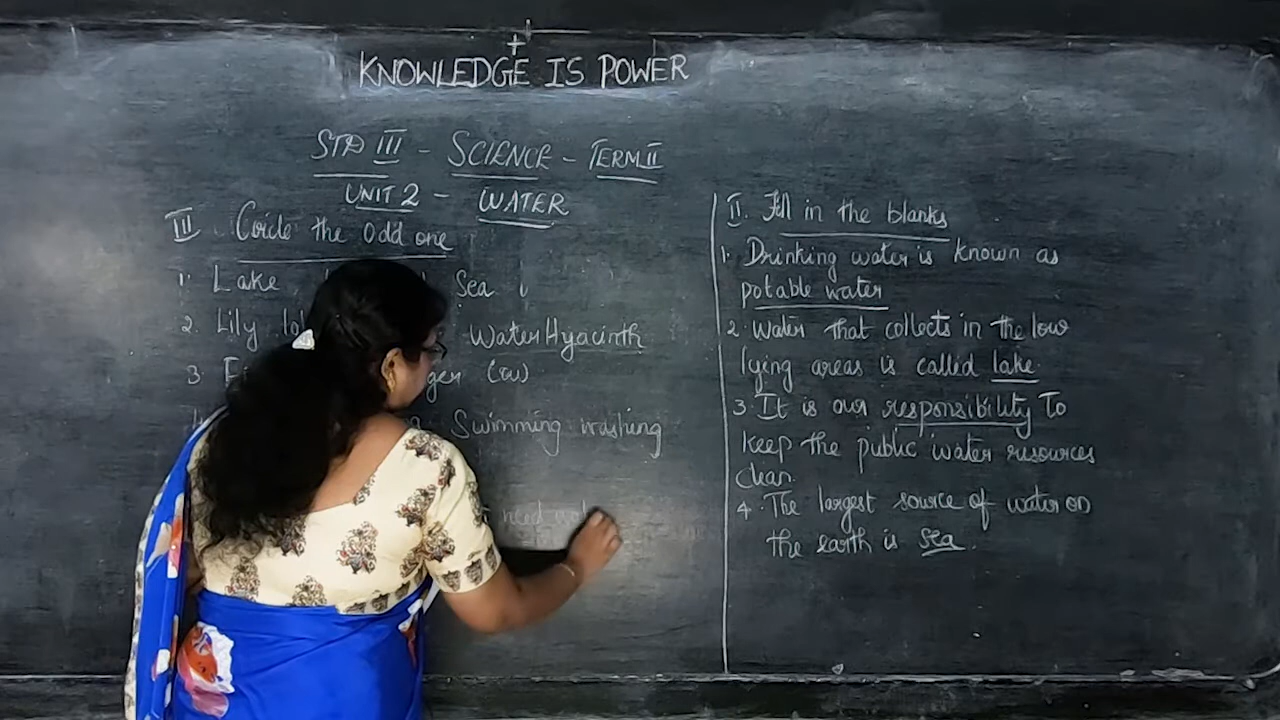 KNOWLEDGE IS POWER
STD III - SCIENCE - TERM II
UNIT 2 - WATER
III Circle the Odd one
1. Lake Sea
2. Lily Water Hyacinth
3
Swimming washing
need
II. Fill in the blanks
1. Drinking water is known as
potable water
2. Water that collects in the low
lying areas is called lake.
3 It is our responsibility To
keep the public water resources
clean.
4. The largest source of water on
the earth is sea.